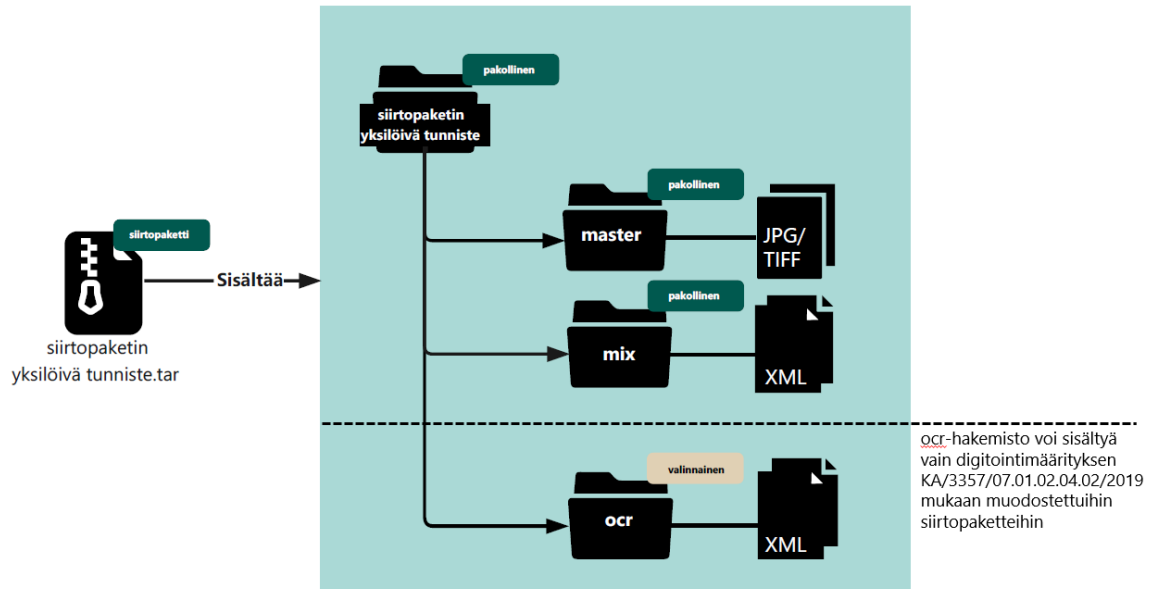 siirtopaketti
siirtopaketin
yksilöivä tunniste.tar
Sisältää
pakollinen
siirtopaketin
yksilöivä tunniste
pakollinen
master
JPG/
TIFF
pakollinen
mix
XML
valinnainen
ocr
XML
ocr-hakemisto voi sisältyä
vain digitointimäärityksen
KA/3357/07.01.02.04.02/2019
mukaan muodostettuihin
siirtopaketteihin